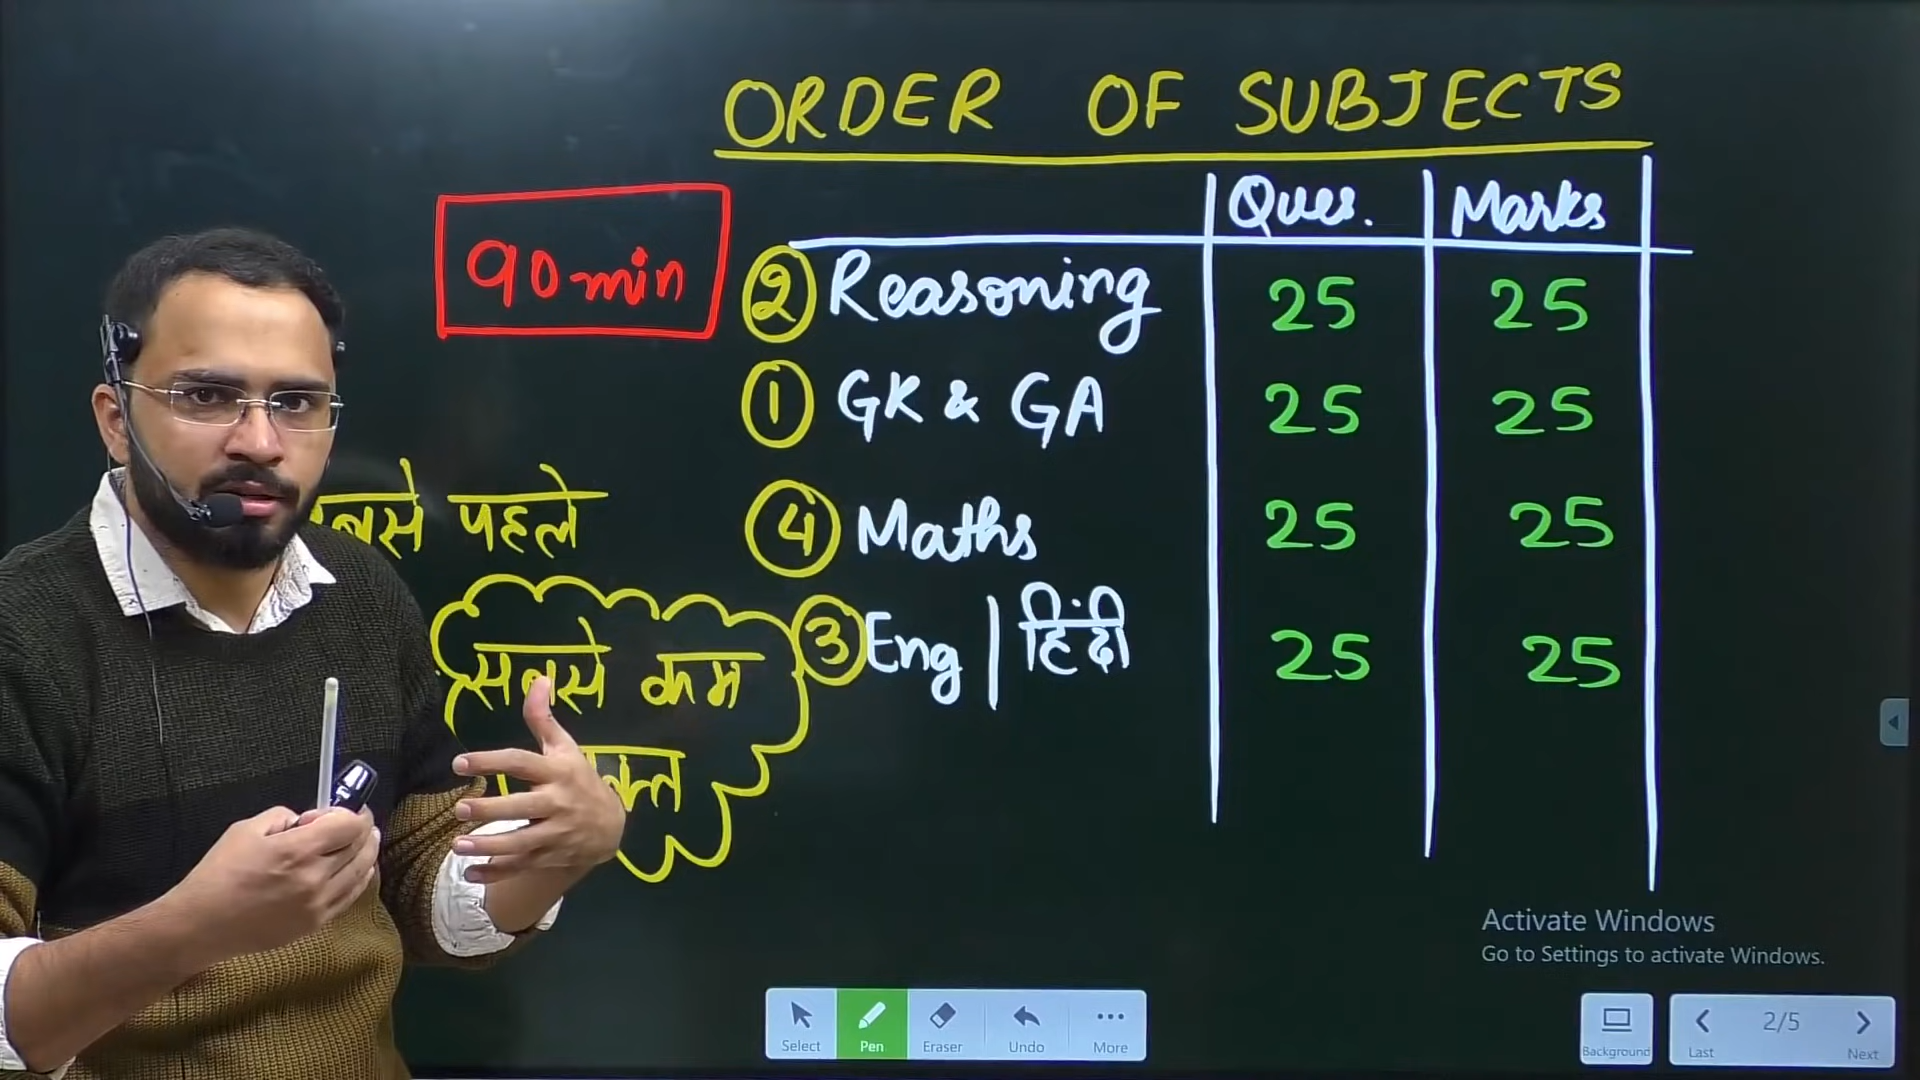 ORDER OF SUBJECTS
Ques. Marks
90 min
2 Reasoning 25 25
1 GK & GA 25 25
सबसे पहले
4 Maths 25 25
3 Eng | हिंदी 25 25
सबसे कम
Activate Windows
Go to Settings to activate Windows.
Select Pen Eraser Undo More
Background
Last 2/5 Next